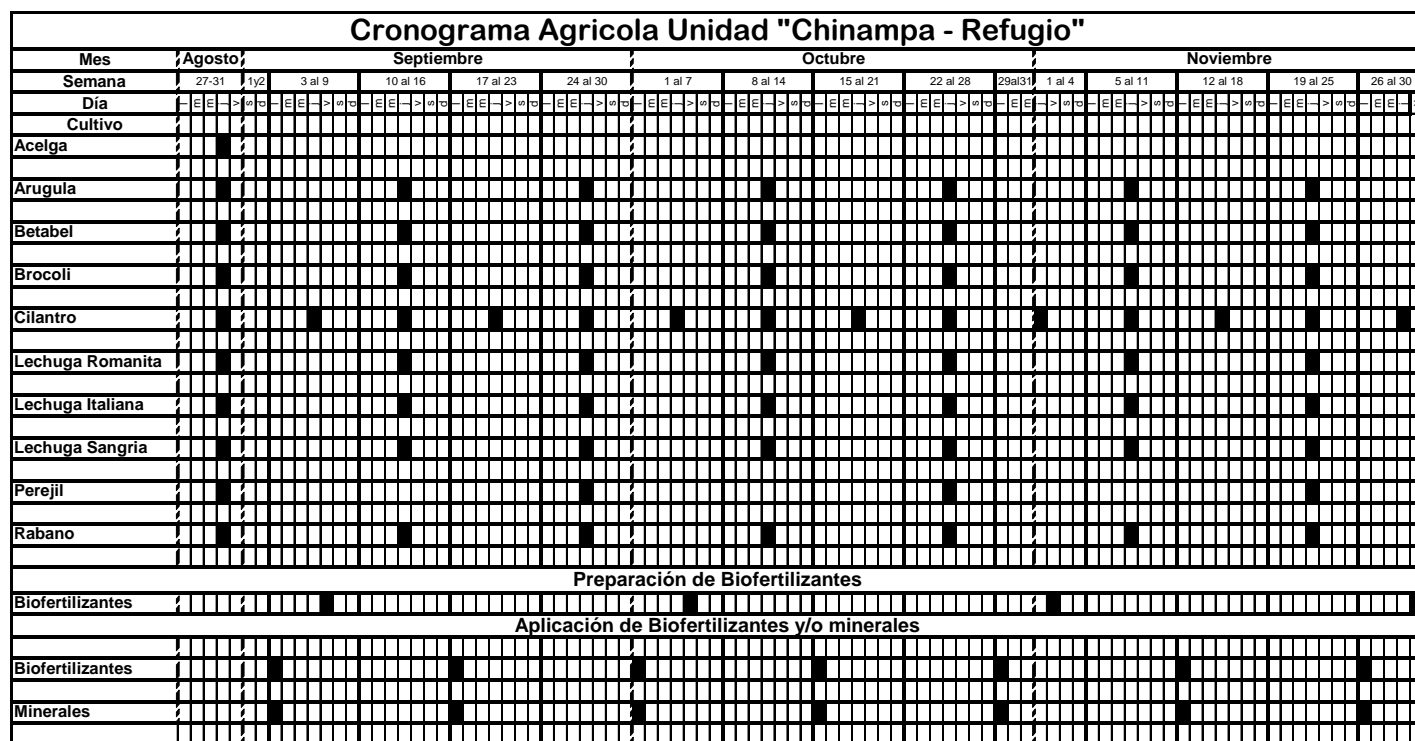 Cronograma Agricola Unidad "Chinampa - Refugio"
Mes Agosto Septiembre Octubre Noviembre
Semana 27-31 1y2 3 al 9 10 al 16 17 al 23 24 al 30 1 al 7 8 al 14 15 al 21 22 al 28 29al31 1 al 4 5 al 11 12 al 18 19 al 25 26 al 30
Día l m m j v s d l m m j v s d l m m j v s d l m m j v s d l m m j v s d l m m j v s d l m m j v s d l m m j v s d l m m j v s d l m m j v s d l m m j v s d l m m j v s d l m m j v s d l m m j
Cultivo
Acelga
Arugula
Betabel
Brocoli
Cilantro
Lechuga Romanita
Lechuga Italiana
Lechuga Sangria
Perejil
Rabano
Preparación de Biofertilizantes
Biofertilizantes
Aplicación de Biofertilizantes y/o minerales
Biofertilizantes
Minerales